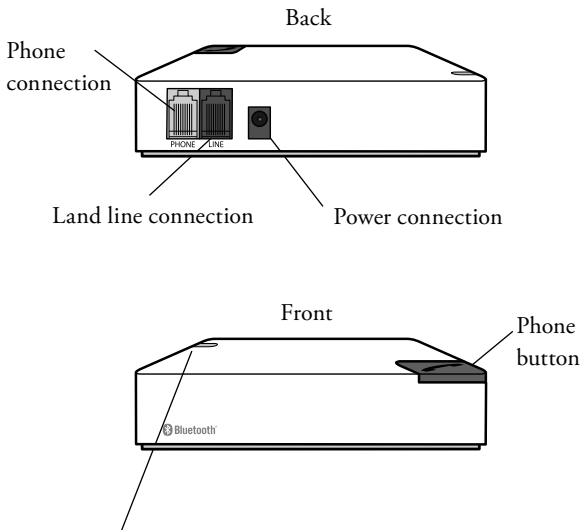 Back
Phone
connection
PHONE LINE
Land line connection
Power connection
Front
Phone
button
Bluetooth